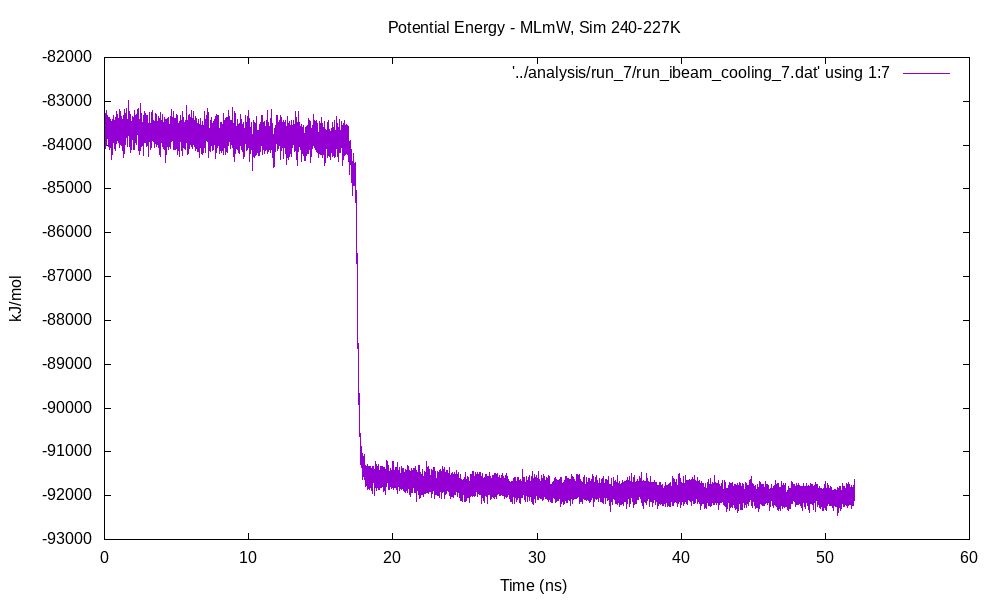 Potential Energy - MLmW, Sim 240-227K
'../analysis/run_7/run_ibeam_cooling_7.dat' using 1:7
-82000
-83000
-84000
-85000
-86000
-87000
-88000
-89000
-90000
-91000
-92000
-93000
kJ/mol
0 10 20 30 40 50 60
Time (ns)